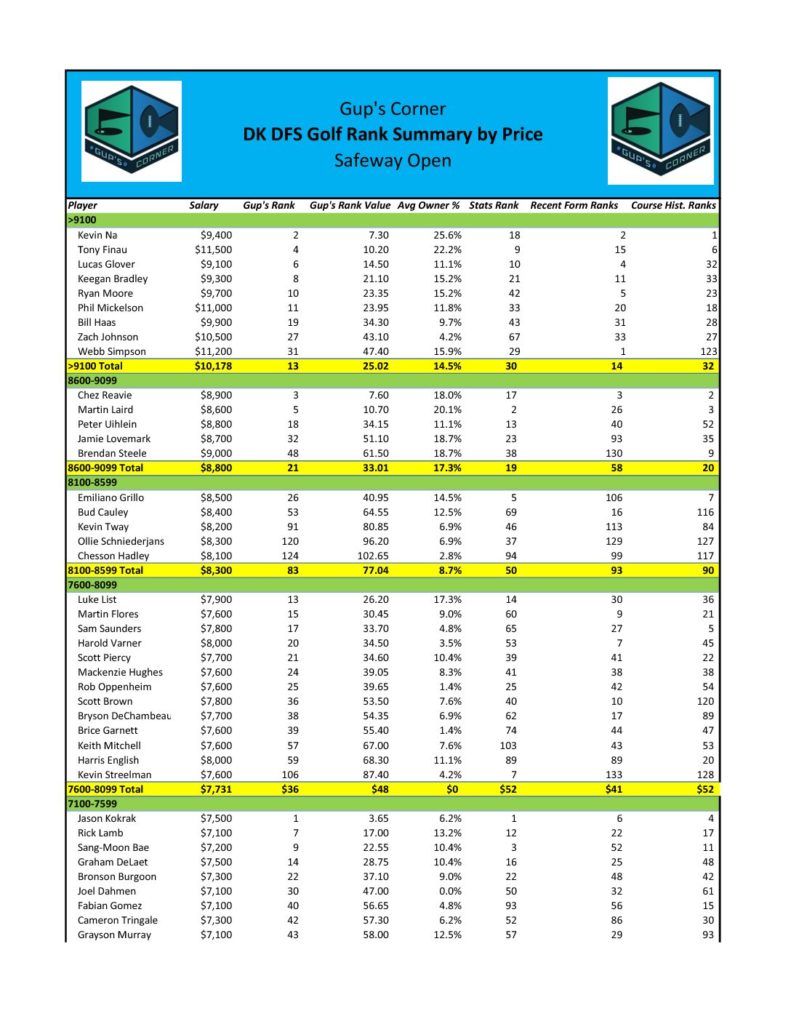 #GUP'S CORNER
#GUP'S CORNER
Gup's Corner
DK DFS Golf Rank Summary by Price
Safeway Open
Player Salary Gup's Rank Gup's Rank Value Avg Owner % Stats Rank Recent Form Ranks Course Hist. Ranks
>9100
Kevin Na $9,400 2 7.30 25.6% 18 2 1
Tony Finau $11,500 4 10.20 22.2% 9 15 6
Lucas Glover $9,100 6 14.50 11.1% 10 4 32
Keegan Bradley $9,300 8 21.10 15.2% 21 11 33
Ryan Moore $9,700 10 23.35 15.2% 42 5 23
Phil Mickelson $11,000 11 23.95 11.8% 33 20 18
Bill Haas $9,900 19 34.30 9.7% 43 31 28
Zach Johnson $10,500 27 43.10 4.2% 67 33 27
Webb Simpson $11,200 31 47.40 15.9% 29 1 123
>9100 Total $10,178 13 25.02 14.5% 30 14 32
8600-9099
Chez Reavie $8,900 3 7.60 18.0% 17 3 2
Martin Laird $8,600 5 10.70 20.1% 2 26 3
Peter Uihlein $8,800 18 34.15 11.1% 13 40 52
Jamie Lovemark $8,700 32 51.10 18.7% 23 93 35
Brendan Steele $9,000 48 61.50 18.7% 38 130 9
8600-9099 Total $8,800 21 33.01 17.3% 19 58 20
8100-8599
Emiliano Grillo $8,500 26 40.95 14.5% 5 106 7
Bud Cauley $8,400 53 64.55 12.5% 69 16 116
Kevin Tway $8,200 91 80.85 6.9% 46 113 84
Ollie Schniederjans $8,300 120 96.20 6.9% 37 129 127
Chesson Hadley $8,100 124 102.65 2.8% 94 99 117
8100-8599 Total $8,300 83 77.04 8.7% 50 93 90
7600-8099
Luke List $7,900 13 26.20 17.3% 14 30 36
Martin Flores $7,600 15 30.45 9.0% 60 9 21
Sam Saunders $7,800 17 33.70 4.8% 65 27 5
Harold Varner $8,000 20 34.50 3.5% 53 7 45
Scott Piercy $7,700 21 34.60 10.4% 39 41 22
Mackenzie Hughes $7,600 24 39.05 8.3% 41 38 38
Rob Oppenheim $7,600 25 39.65 1.4% 25 42 54
Scott Brown $7,800 36 53.50 7.6% 40 10 120
Bryson DeChambeau $7,700 38 54.35 6.9% 62 17 89
Brice Garnett $7,600 39 55.40 1.4% 74 44 47
Keith Mitchell $7,600 57 67.00 7.6% 103 43 53
Harris English $8,000 59 68.30 11.1% 89 89 20
Kevin Streelman $7,600 106 87.40 4.2% 7 133 128
7600-8099 Total $7,731 $36 $48 $0 $52 $41 $52
7100-7599
Jason Kokrak $7,500 1 3.65 6.2% 1 6 4
Rick Lamb $7,100 7 17.00 13.2% 12 22 17
Sang-Moon Bae $7,200 9 22.55 10.4% 3 52 11
Graham DeLaet $7,500 14 28.75 10.4% 16 25 48
Bronson Burgoon $7,300 22 37.10 9.0% 22 48 42
Joel Dahmen $7,100 30 47.00 0.0% 50 32 61
Fabian Gomez $7,100 40 56.65 4.8% 93 56 15
Cameron Tringale $7,300 42 57.30 6.2% 52 86 30
Grayson Murray $7,100 43 58.00 12.5% 57 29 93